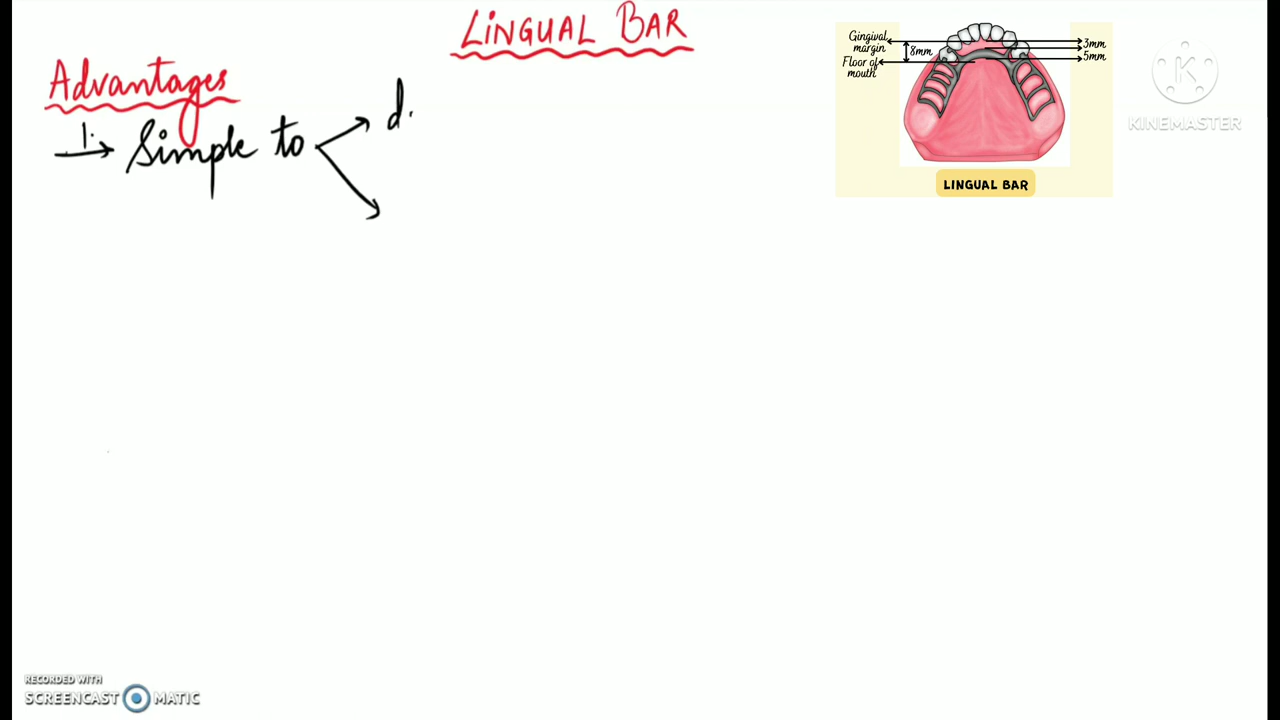 LINGUAL BAR
Advantages
1. Simple to
d.
Gingival
margin
8mm
Floor of
mouth
3mm
5mm
LINGUAL BAR
KINEMASTER
RECORDED WITH
SCREENCAST MATIC